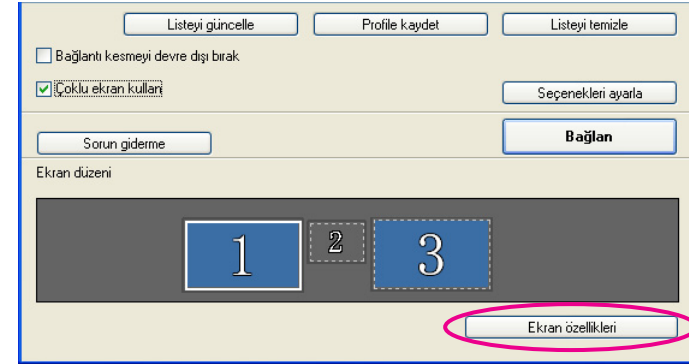 Listeyi güncelle Profile kaydet Listeyi temizle
Bağlantı kesmeyi devre dışı bırak
Çoklu ekran kullan
Seçenekleri ayarla
Sorun giderme
Bağlan
Ekran düzeni
1 2 3
Ekran özellikleri